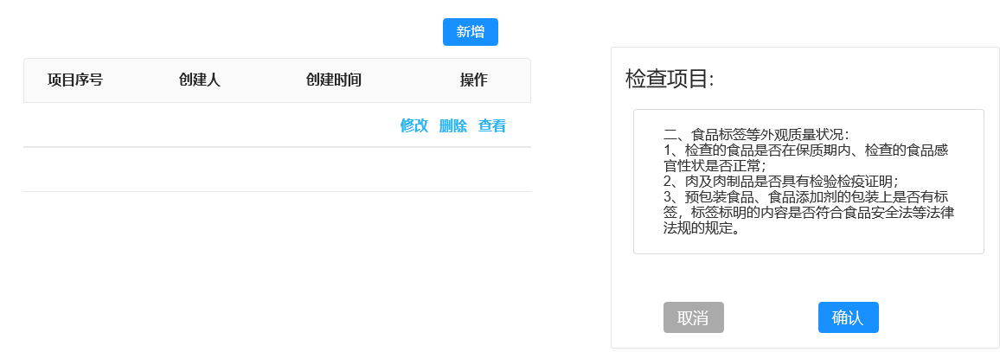 新增
项目序号 创建人 创建时间 操作
修改 删除 查看
检查项目:
二、食品标签等外观质量状况：
1、检查的食品是否在保质期内、检查的食品感
官性状是否正常；
2、肉及肉制品是否具有检验检疫证明；
3、预包装食品、食品添加剂的包装上是否有标
签，标签标明的内容是否符合食品安全法等法律
法规的规定。
取消 确认